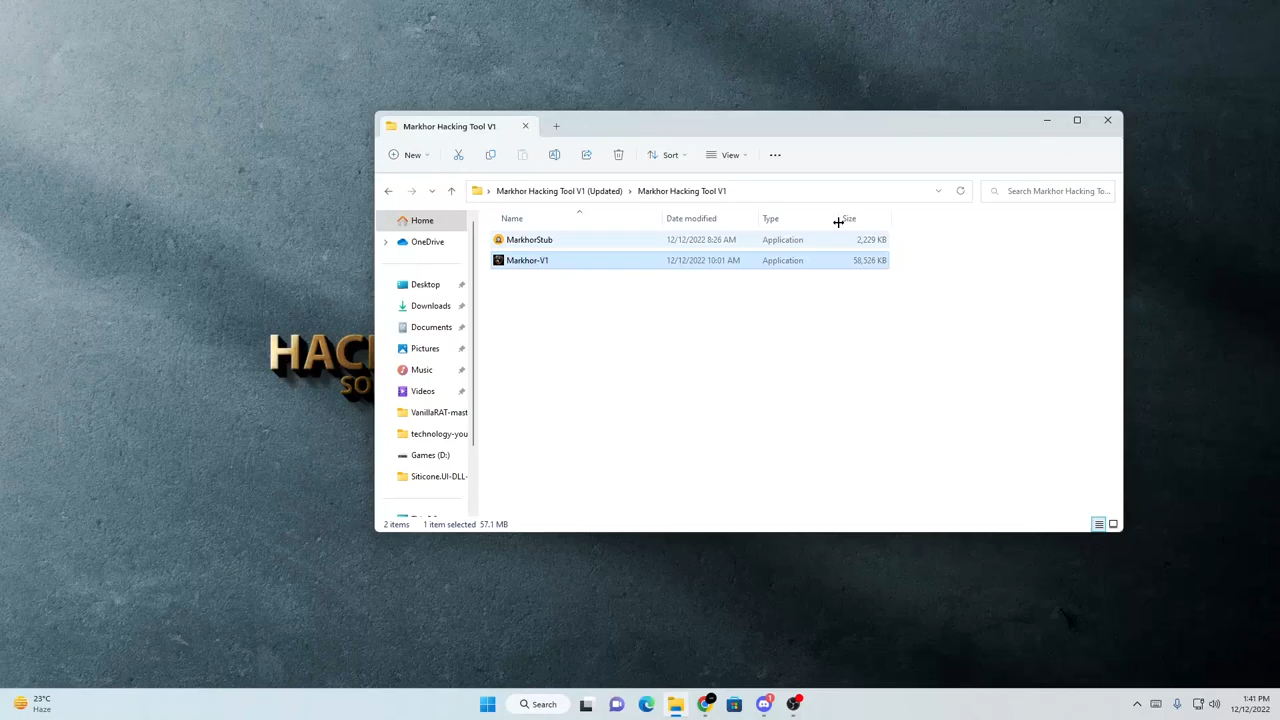 Markhor Hacking Tool V1
New
Sort
View
Markhor Hacking Tool V1 (Updated) › Markhor Hacking Tool V1
Search Markhor Hacking To...
Name Date modified Type Size
MarkhorStub 12/12/2022 8:26 AM Application 2,229 KB
Markhor-V1 12/12/2022 10:01 AM Application 58,526 KB
Home
OneDrive
Desktop
Downloads
Documents
Pictures
Music
Videos
VanillaRAT-mast
technology-you
Games (D:)
Siticone.UI-DLL-
2 items 1 item selected 57.1 MB
HAC
SO
23°C
Haze
Search
1
1:41 PM
12/12/2022